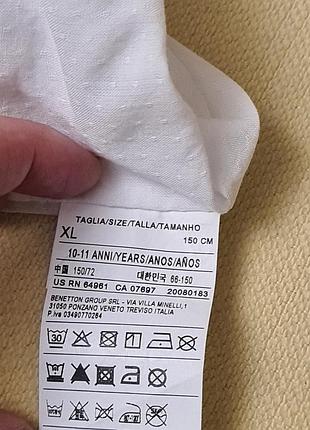 TAGLIA/SIZE/TALLA/TAMANHO
XL 150 CM
10-11 ANNI/YEARS/ANOS/AÑOS
中国 150/72 대한민국 66-150
US RN 64961 CA 07697 20080183
BENETTON GROUP SRL - VIA VILLA MINELLI,1
31050 PONZANO VENETO TREVISO ITALIA
P.iva 03490770264
30